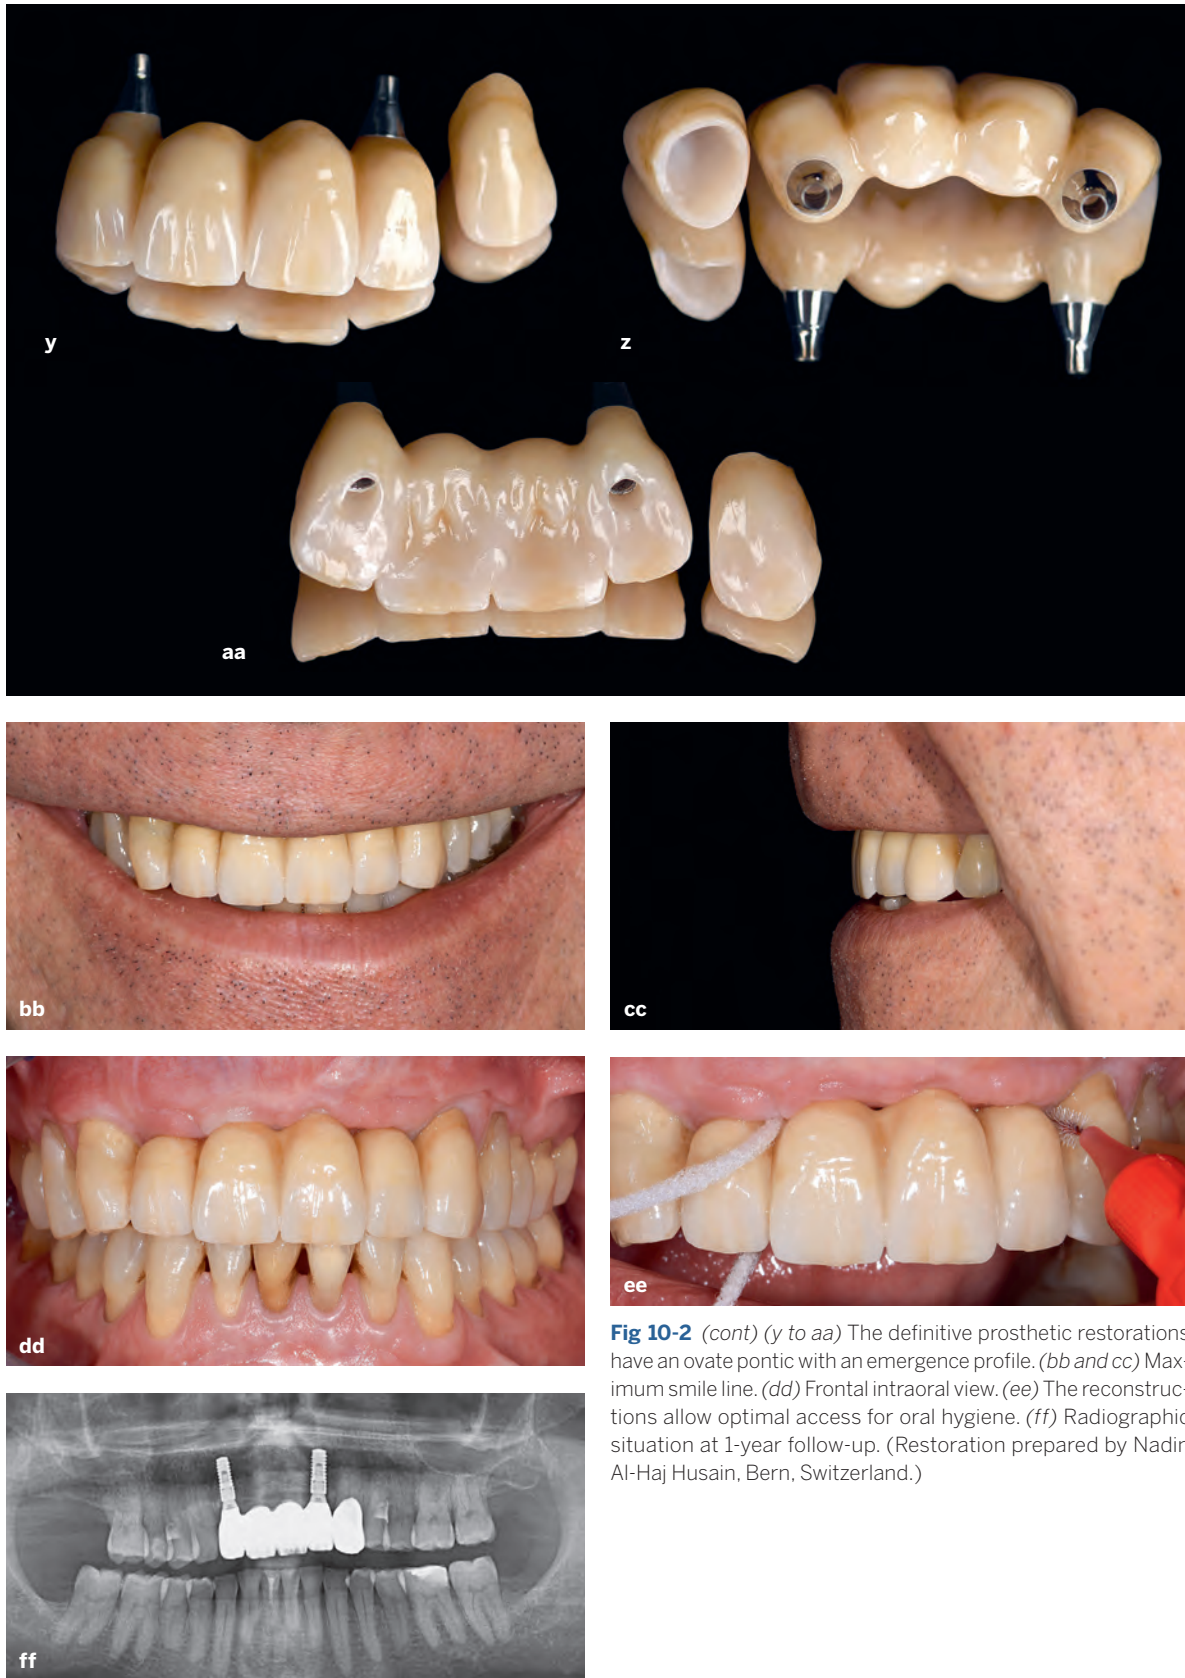 y
z
aa
bb
cc
dd
ee
Fig 10-2 (cont) (y to aa) The definitive prosthetic restorations
have an ovate pontic with an emergence profile. (bb and cc) Max-
imum smile line. (dd) Frontal intraoral view. (ee) The reconstruc-
tions allow optimal access for oral hygiene. (ff) Radiographic
situation at 1-year follow-up. (Restoration prepared by Nadin
Al-Haj Husain, Bern, Switzerland.)
ff